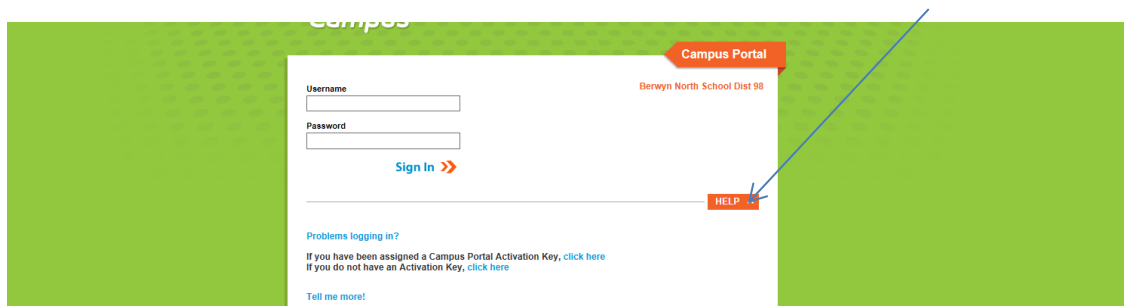 Campus
Campus Portal
Berwyn North School Dist 98
Username
Password
Sign In
HELP
Problems logging in?
If you have been assigned a Campus Portal Activation Key, click here
If you do not have an Activation Key, click here
Tell me more!